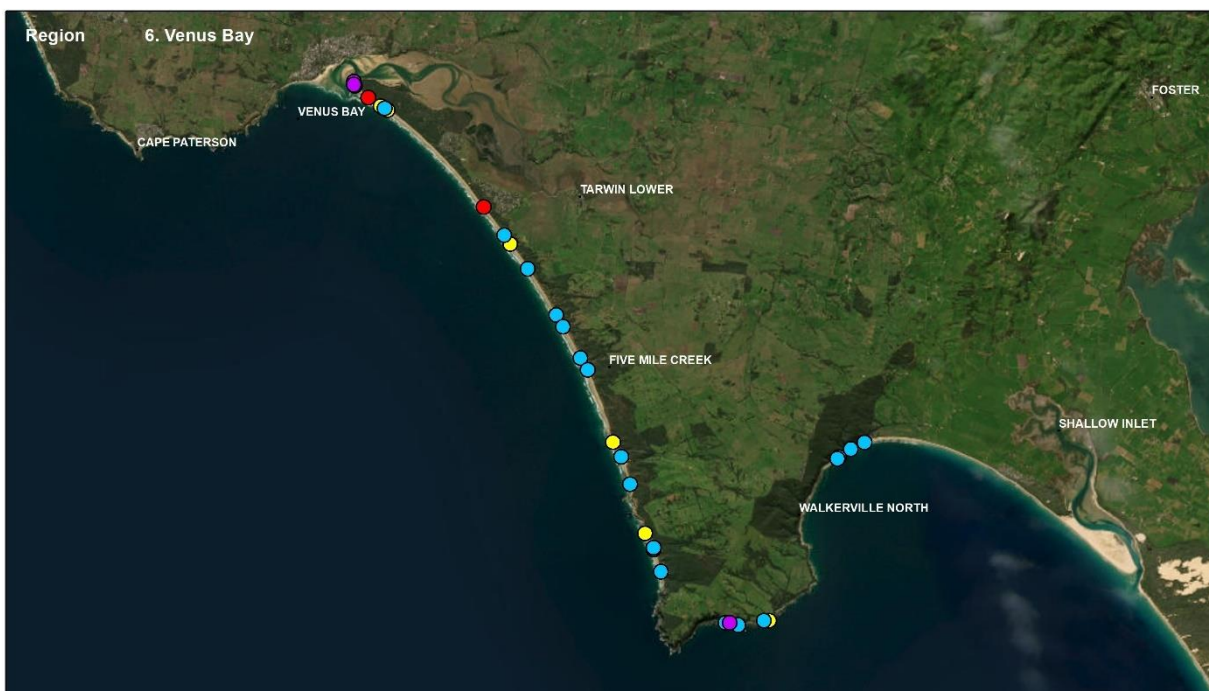 Region 6. Venus Bay
FOSTER
VENUS BAY
CAPE PATERSON
TARWIN LOWER
FIVE MILE CREEK
SHALLOW INLET
WALKERVILLE NORTH